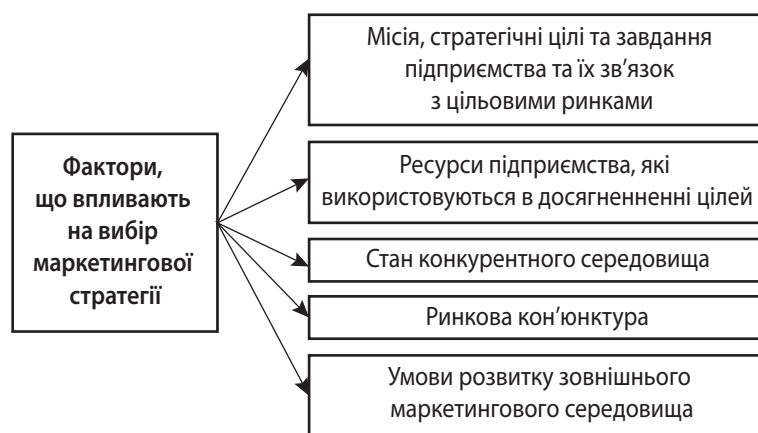 Місія, стратегічні цілі та завдання
підприємства та їх зв'язок
з цільовими ринками
Фактори,
що впливають
на вибір
маркетингової
стратегії
Ресурси підприємства, які
використовуються в досягненненні цілей
Стан конкурентного середовища
Ринкова кон'юнктура
Умови розвитку зовнішнього
маркетингового середовища